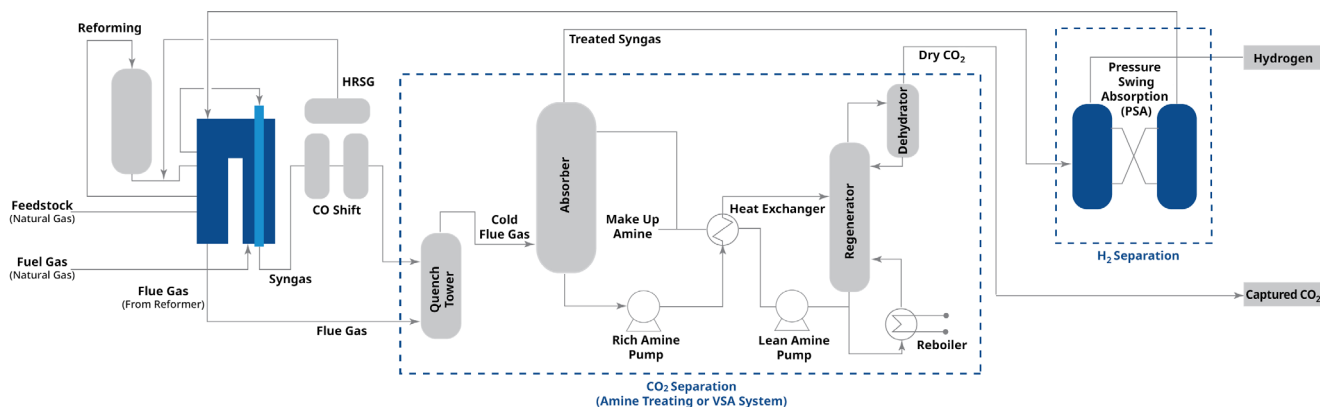 Reforming
HRSG
CO Shift
Feedstock
(Natural Gas)
Fuel Gas
(Natural Gas)
Flue Gas
(From Reformer)
Syngas
Flue Gas
Quench
Tower
Cold
Flue Gas
Treated Syngas
Absorber
Make Up
Amine
Heat Exchanger
Rich Amine
Pump
Lean Amine
Pump
Regenerator
Dehydrator
Dry CO₂
Reboiler
CO₂ Separation
(Amine Treating or VSA System)
Pressure
Swing
Absorption
(PSA)
H₂ Separation
Hydrogen
Captured CO₂